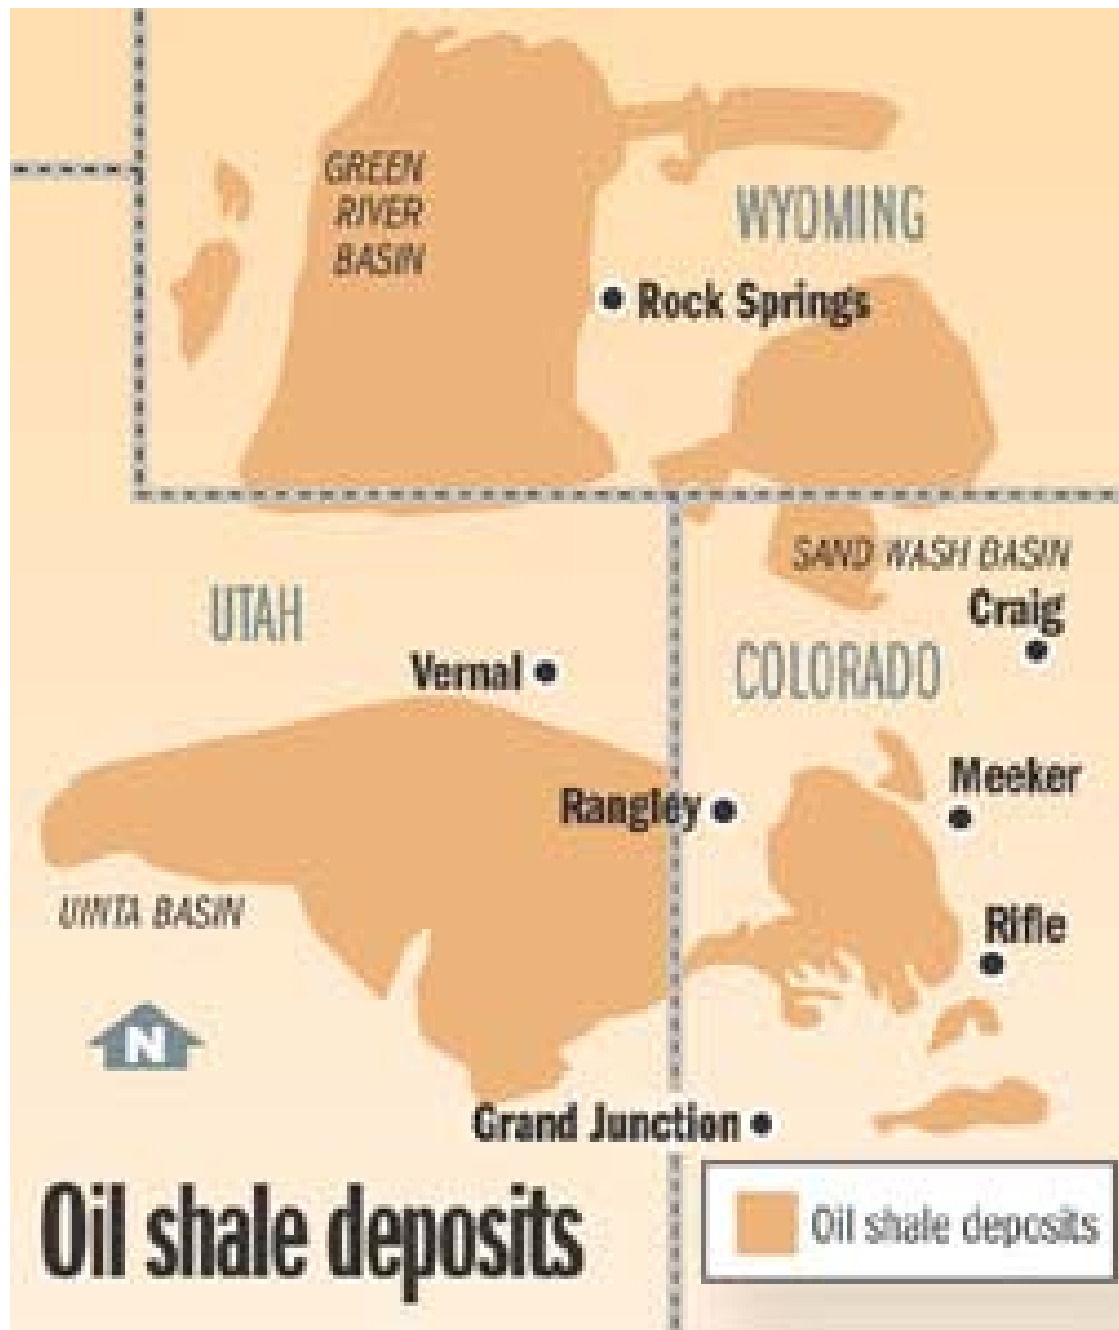 GREEN
RIVER
BASIN
WYOMING
Rock Springs
SAND WASH BASIN
Craig
UTAH
COLORADO
Vernal
Meeker
Rangley
UINTA BASIN
Rifle
N
Grand Junction
Oil shale deposits
Oil shale deposits